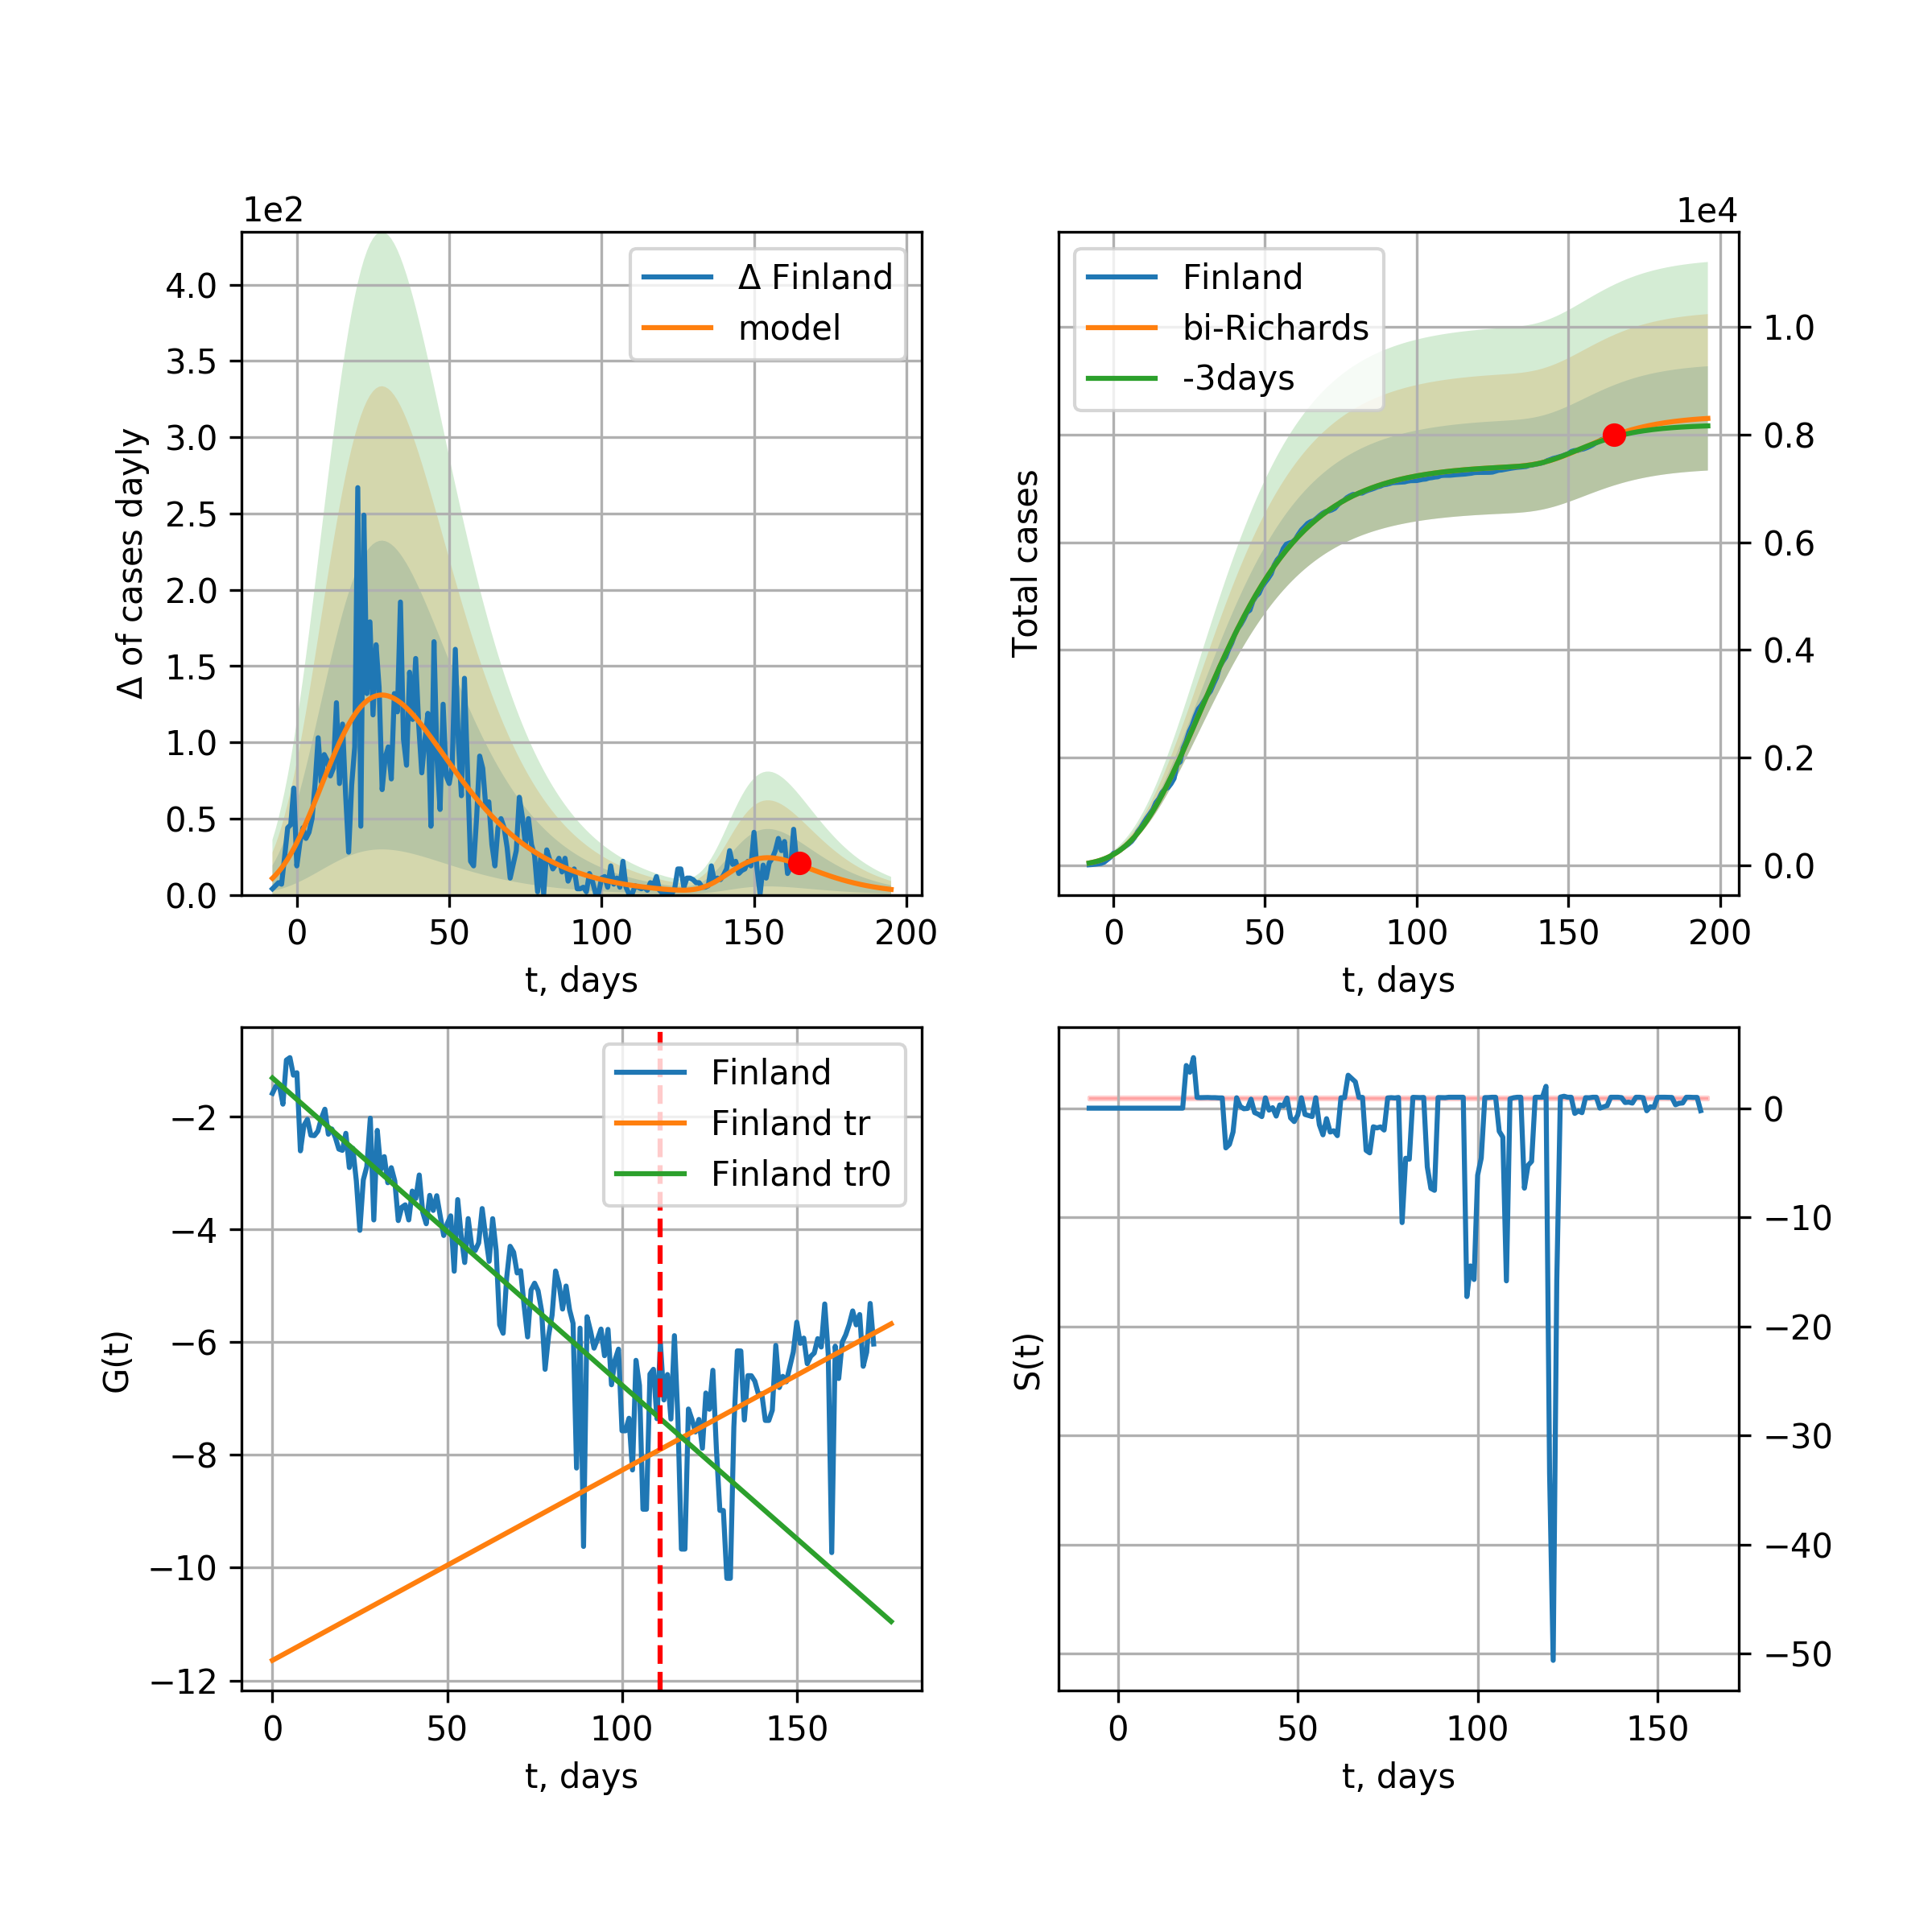 1e2
Δ of cases dayly
4.0
3.5
3.0
2.5
2.0
1.5
1.0
0.5
0.0
Δ Finland
model
0 50 100 150 200
t, days
1e4
Total cases
Finland
bi-Richards
-3days
1.0
0.8
0.6
0.4
0.2
0.0
0 50 100 150 200
t, days
G(t)
−2
−4
−6
−8
−10
−12
Finland
Finland tr
Finland tr0
0 50 100 150
t, days
S(t)
0
−10
−20
−30
−40
−50
0 50 100 150
t, days